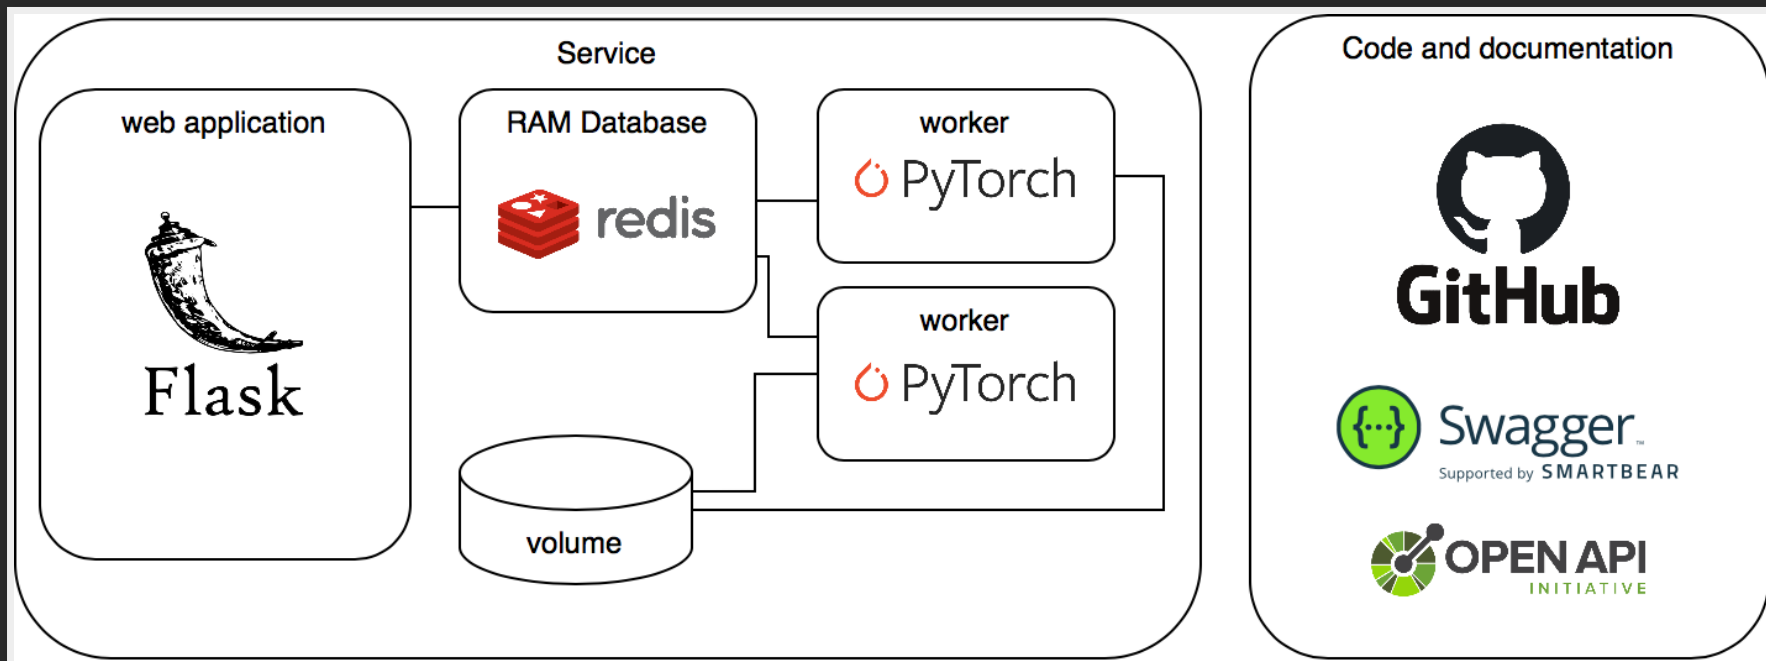 Service
web application
Flask
RAM Database
redis
worker
PyTorch
worker
PyTorch
volume
Code and documentation
GitHub
{...}
Swagger™
Supported by SMARTBEAR
OPEN API
INITIATIVE